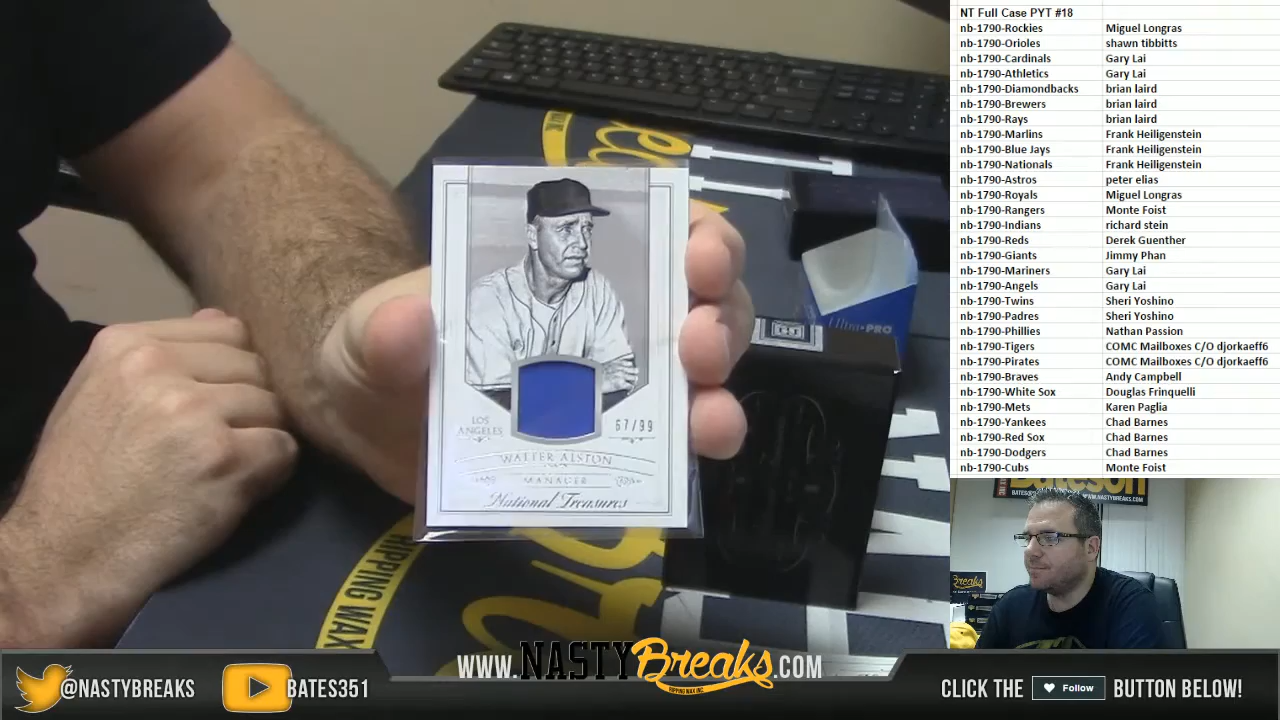 NT Full Case PYT #18
nb-1790-Rockies Miguel Longras
nb-1790-Orioles shawn tibbitts
nb-1790-Cardinals Gary Lai
nb-1790-Athletics Gary Lai
nb-1790-Diamondbacks brian laird
nb-1790-Brewers brian laird
nb-1790-Rays brian laird
nb-1790-Marlins Frank Heiligenstein
nb-1790-Blue Jays Frank Heiligenstein
nb-1790-Nationals Frank Heiligenstein
nb-1790-Astros peter elias
nb-1790-Royals Miguel Longras
nb-1790-Rangers Monte Foist
nb-1790-Indians richard stein
nb-1790-Reds Derek Guenther
nb-1790-Giants Jimmy Phan
nb-1790-Mariners Gary Lai
nb-1790-Angels Gary Lai
nb-1790-Twins Sheri Yoshino
nb-1790-Padres Sheri Yoshino
nb-1790-Phillies Nathan Passion
nb-1790-Tigers COMC Mailboxes C/O djorkaeff6
nb-1790-Pirates COMC Mailboxes C/O djorkaeff6
nb-1790-Braves Andy Campbell
nb-1790-White Sox Douglas Frinquelli
nb-1790-Mets Karen Paglia
nb-1790-Yankees Chad Barnes
nb-1790-Red Sox Chad Barnes
nb-1790-Dodgers Chad Barnes
nb-1790-Cubs Monte Foist
Ultra·PRO
LOS
ANGELES
67/99
WALTER ALSTON
MANAGER
National Treasures
RIPPING WAX
Breaks
@NASTYBREAKS
BATES351
WWW.NASTYBreaks.COM
RIPPING WAX INC.
CLICK THE Follow BUTTON BELOW!